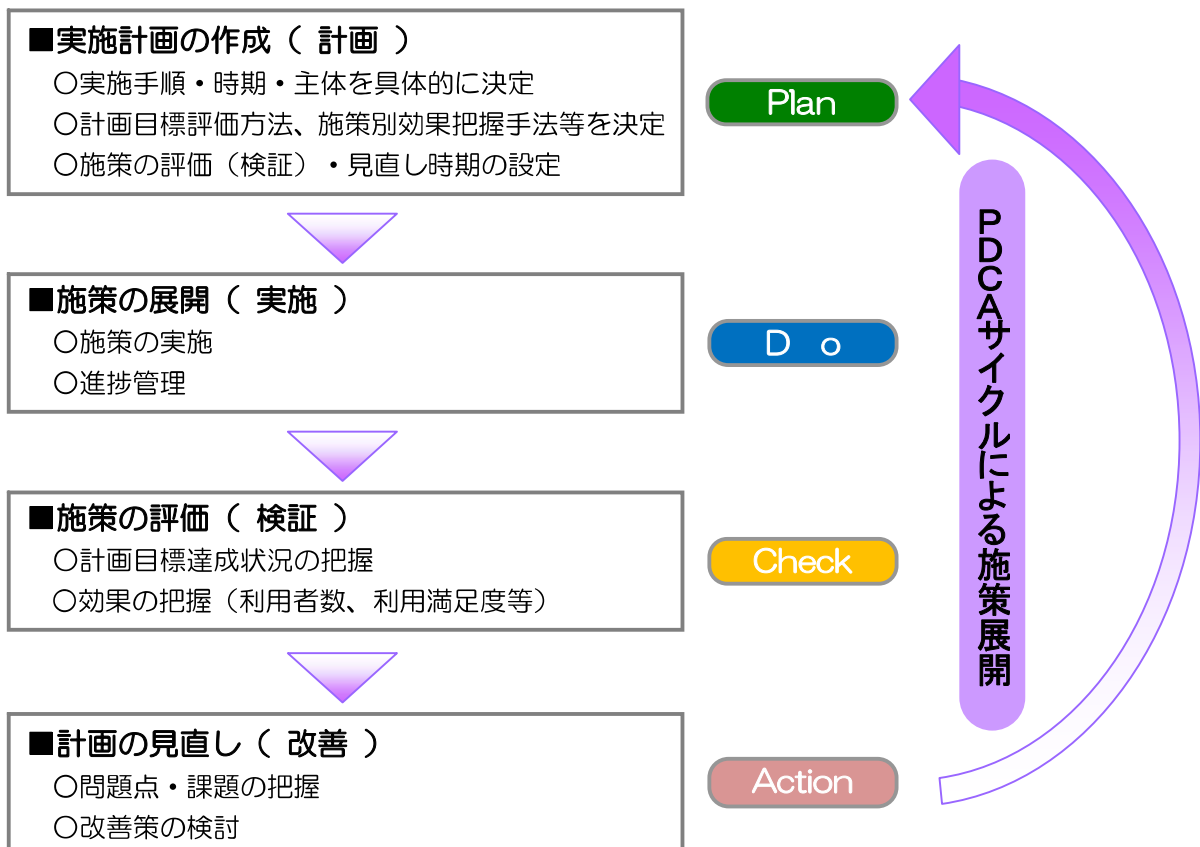 ■実施計画の作成（ 計画 ）
○実施手順・時期・主体を具体的に決定
○計画目標評価方法、施策別効果把握手法等を決定
○施策の評価（検証）・見直し時期の設定
Plan
■施策の展開（ 実施 ）
○施策の実施
○進捗管理
Ｄ ｏ
■施策の評価（ 検証 ）
○計画目標達成状況の把握
○効果の把握（利用者数、利用満足度等）
Check
■計画の見直し（ 改善 ）
○問題点・課題の把握
○改善策の検討
Action
ＰＤＣＡサイクルによる施策展開